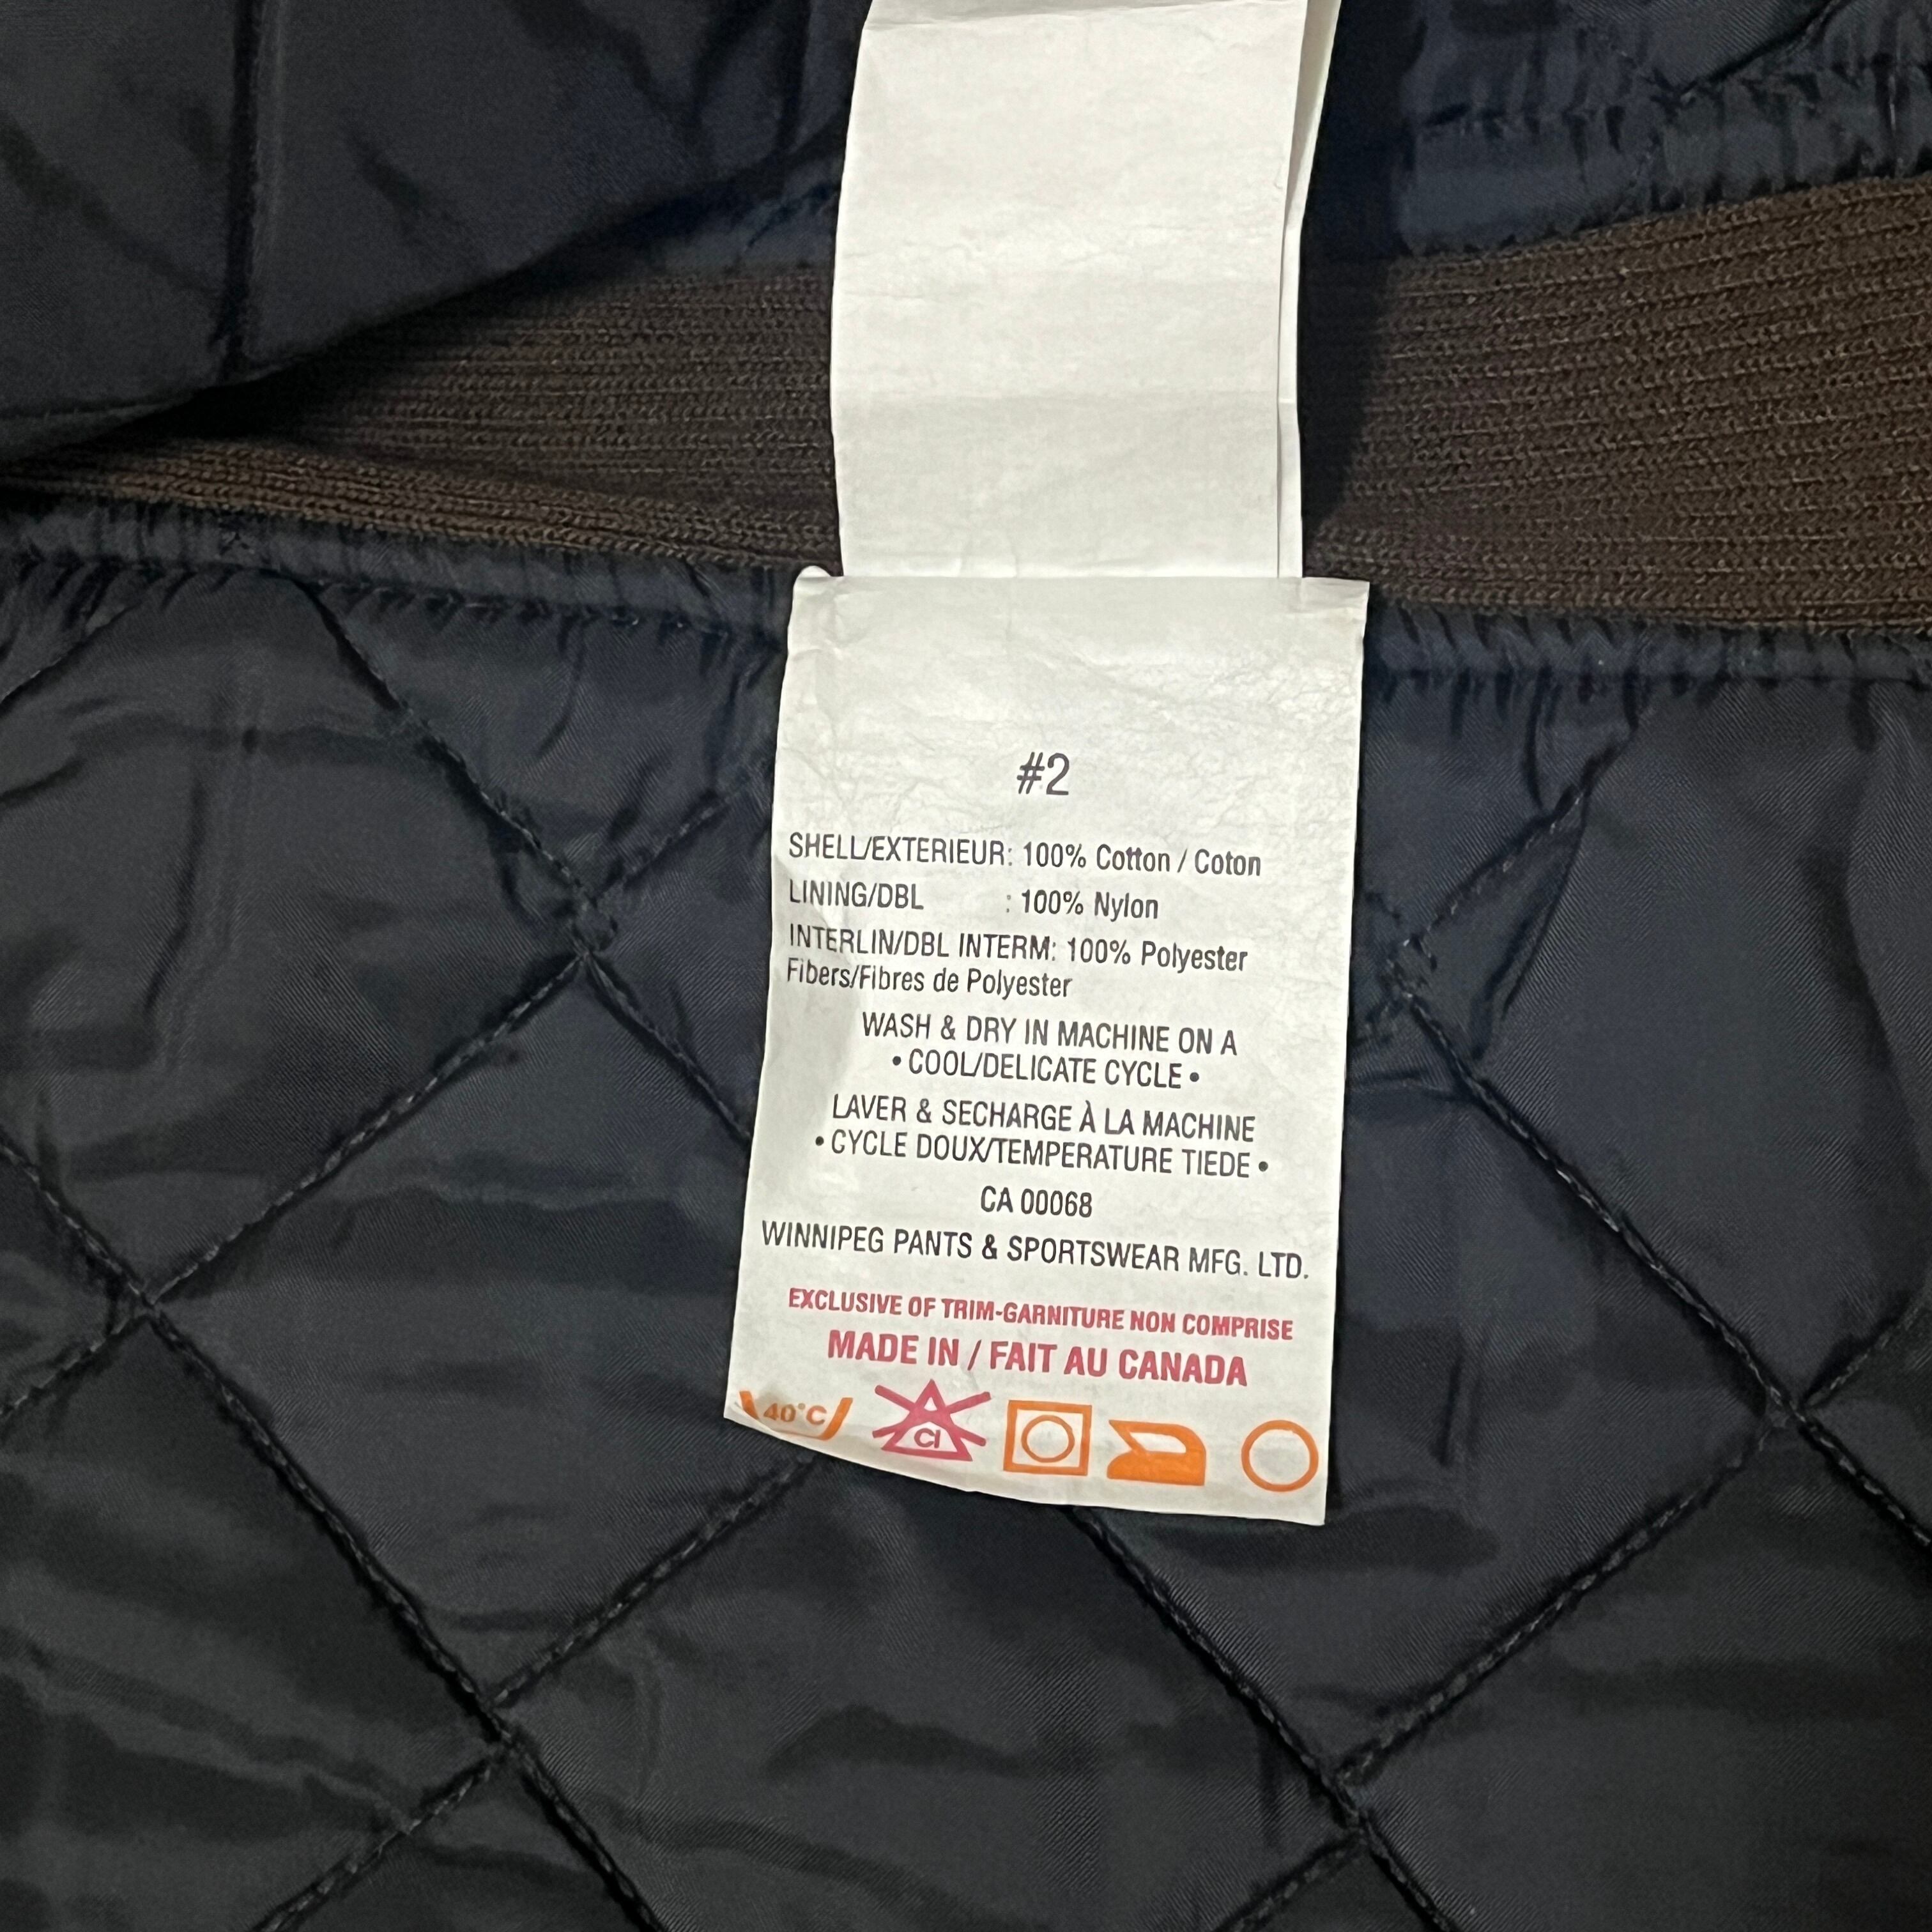 #2
SHELL/EXTERIEUR: 100% Cotton / Coton
LINING/DBL : 100% Nylon
INTERLIN/DBL INTERM: 100% Polyester
Fibers/Fibres de Polyester
WASH & DRY IN MACHINE ON A
• COOL/DELICATE CYCLE •
LAVER & SECHARGE À LA MACHINE
• CYCLE DOUX/TEMPERATURE TIEDE •
CA 00068
WINNIPEG PANTS & SPORTSWEAR MFG. LTD.
EXCLUSIVE OF TRIM-GARNITURE NON COMPRISE
MADE IN / FAIT AU CANADA
40°C Cl